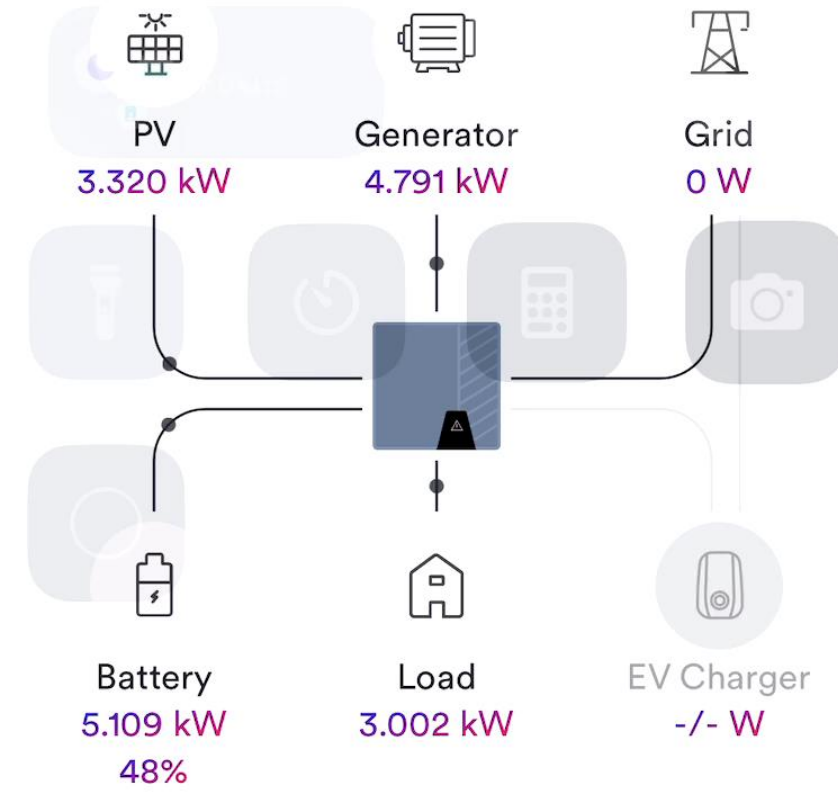 PV Generator Grid
3.320 kW 4.791 kW 0 W
Battery Load EV Charger
5.109 kW 3.002 kW -/- W
48%